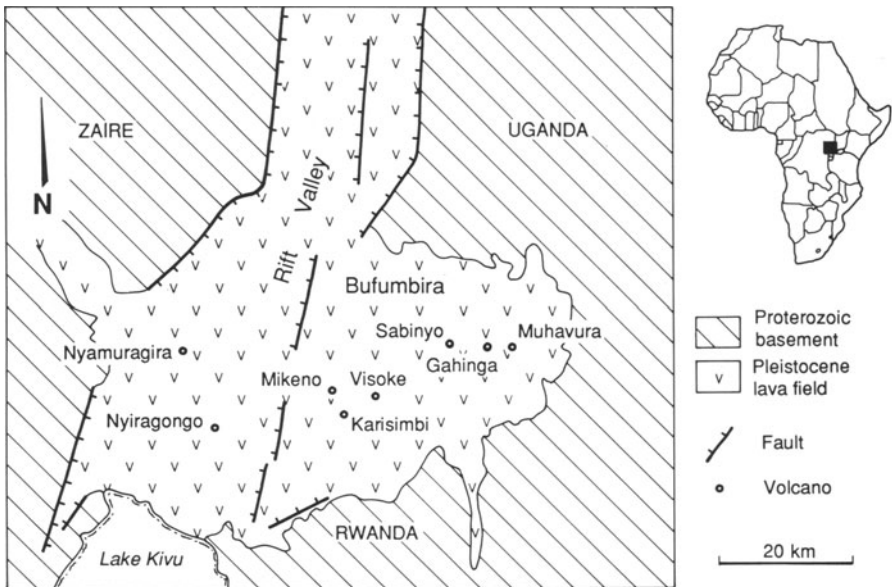 ZAIRE
UGANDA
N
Rift Valley
Bufumbira
Sabinyo
Muhavura
Nyamuragira
Gahinga
Mikeno
Visoke
Nyiragongo
Karisimbi
RWANDA
Lake Kivu
Proterozoic
basement
Pleistocene
lava field
Fault
Volcano
20 km